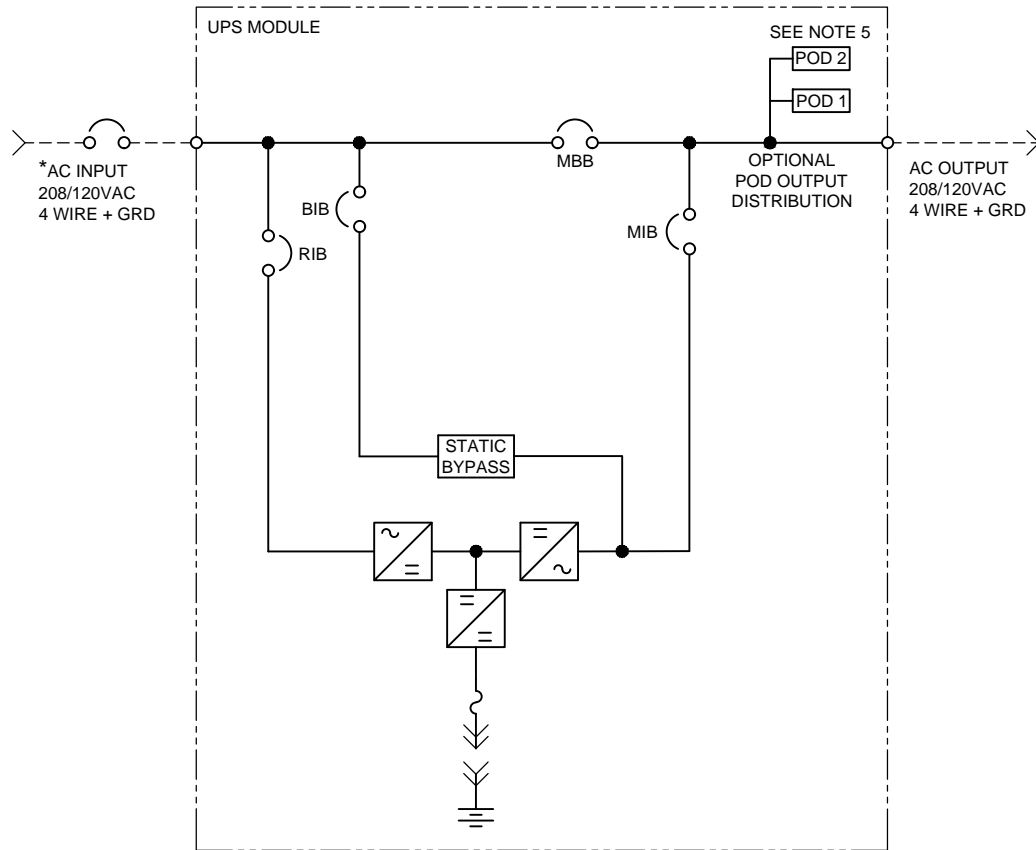 UPS MODULE
SEE NOTE 5
POD 2
POD 1
*AC INPUT
208/120VAC
4 WIRE + GRD
MBB
OPTIONAL
POD OUTPUT
DISTRIBUTION
AC OUTPUT
208/120VAC
4 WIRE + GRD
BIB
MIB
RIB
STATIC
BYPASS